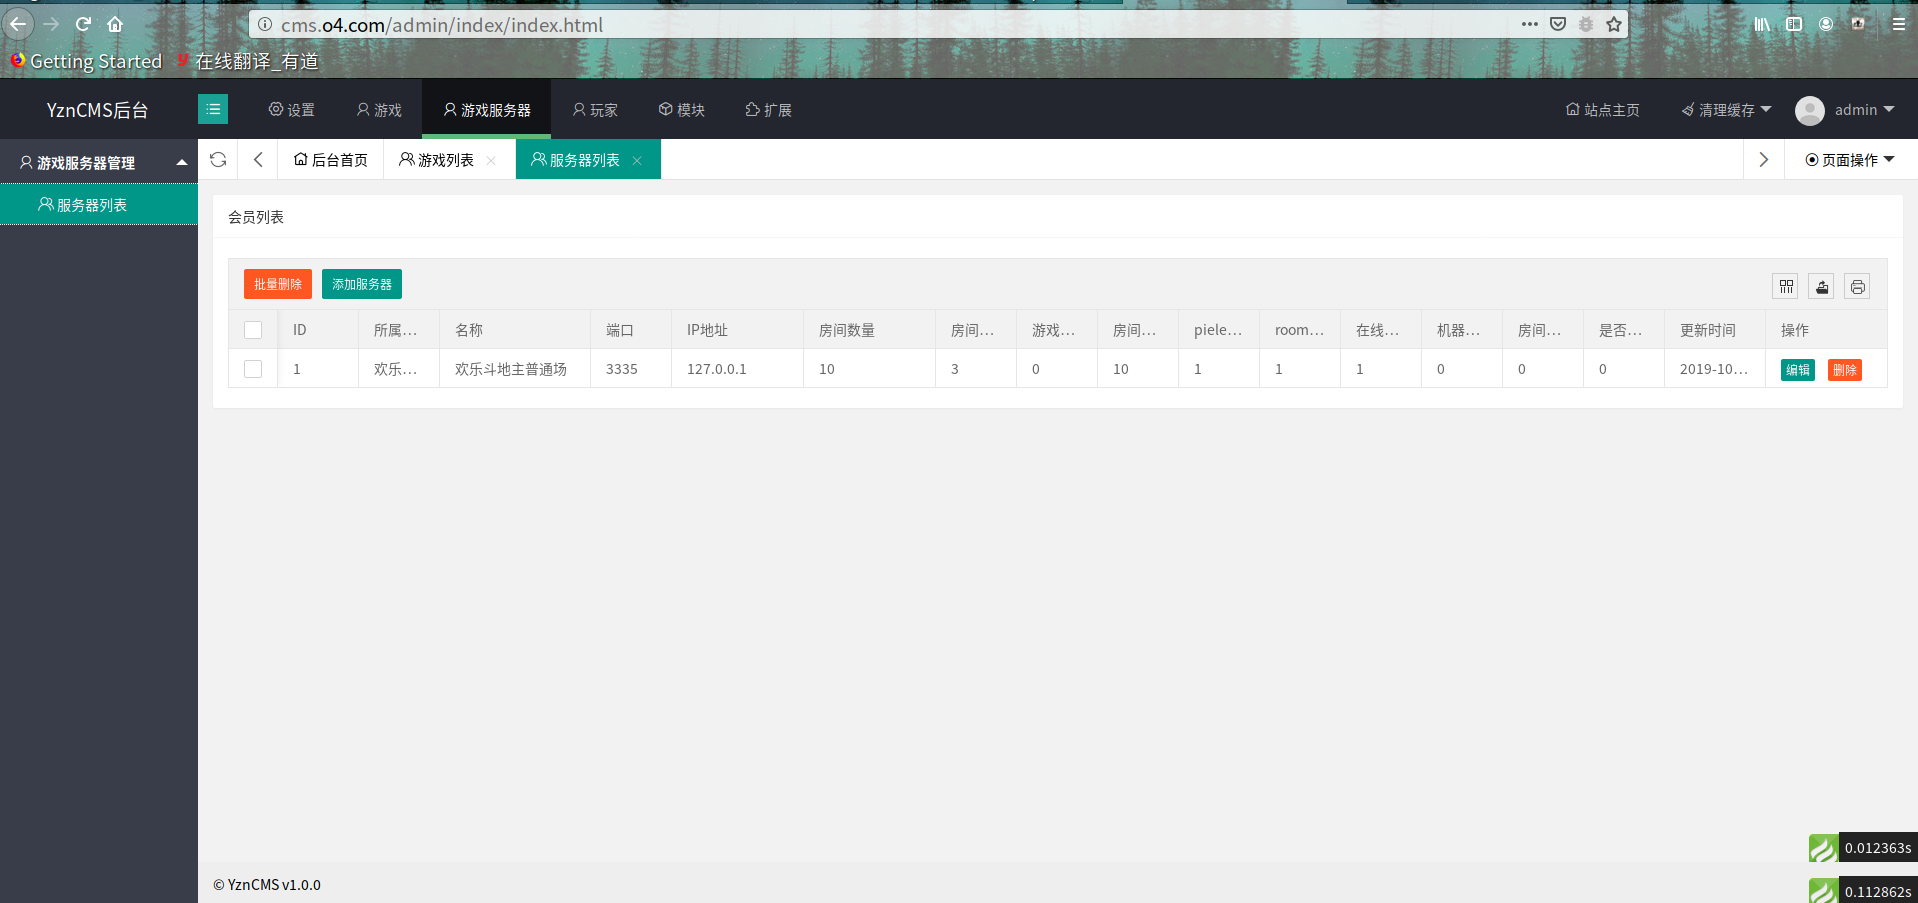 cms.o4.com/admin/index/index.html
Getting Started 在线翻译_有道
YznCMS后台 设置 游戏 游戏服务器 玩家 模块 扩展 站点主页 清理缓存 admin
游戏服务器管理 后台首页 游戏列表 服务器列表 页面操作
服务器列表
会员列表
批量删除 添加服务器
ID 所属… 名称 端口 IP地址 房间数量 房间… 游戏… 房间… piele… room… 在线… 机器… 房间… 是否… 更新时间 操作
1 欢乐… 欢乐斗地主普通场 3335 127.0.0.1 10 3 0 10 1 1 1 0 0 0 2019-10… 编辑 删除
0.012363s
© YznCMS v1.0.0
0.112862s